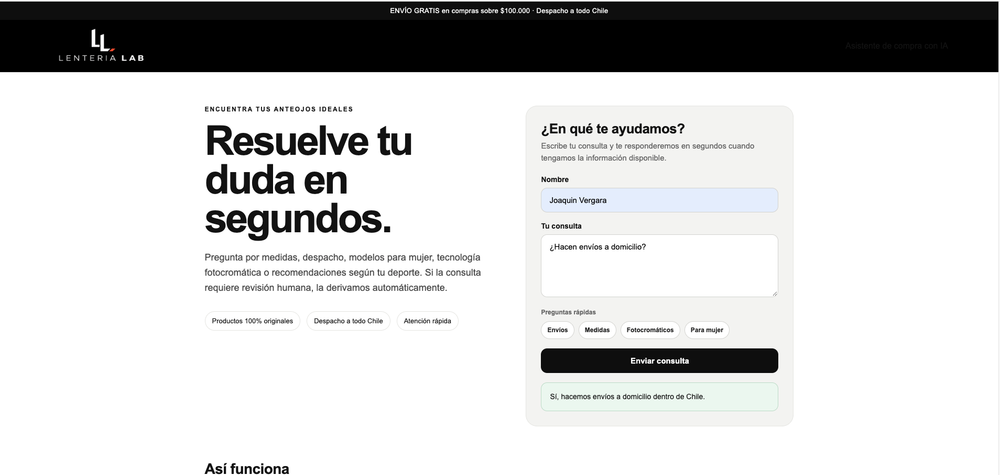 ENVÍO GRATIS en compras sobre $100.000 · Despacho a todo Chile
LL
LENTERIA LAB
Asistente de compra con IA
ENCUENTRA TUS ANTEOJOS IDEALES
Resuelve tu
duda en
segundos.
Pregunta por medidas, despacho, modelos para mujer, tecnología
fotocromática o recomendaciones según tu deporte. Si la consulta
requiere revisión humana, la derivamos automáticamente.
Productos 100% originales
Despacho a todo Chile
Atención rápida
¿En qué te ayudamos?
Escribe tu consulta y te responderemos en segundos cuando
tengamos la información disponible.
Nombre
Joaquin Vergara
Tu consulta
¿Hacen envíos a domicilio?
Preguntas rápidas
Envíos
Medidas
Fotocromáticos
Para mujer
Enviar consulta
Sí, hacemos envíos a domicilio dentro de Chile.
Así funciona